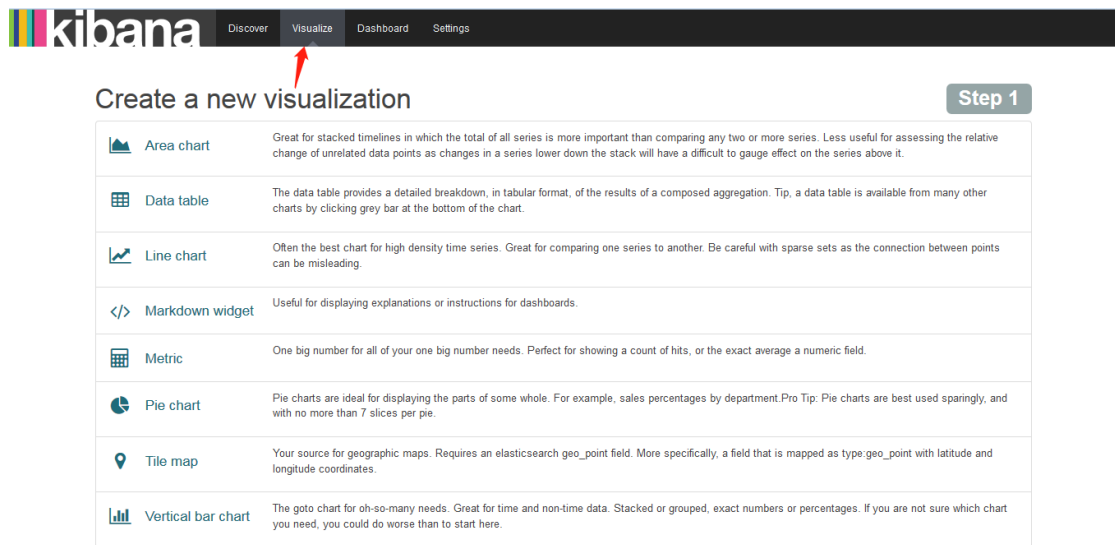 kibana Discover Visualize Dashboard Settings
Create a new visualization Step 1
Area chart
Great for stacked timelines in which the total of all series is more important than comparing any two or more series. Less useful for assessing the relative
change of unrelated data points as changes in a series lower down the stack will have a difficult to gauge effect on the series above it.
Data table
The data table provides a detailed breakdown, in tabular format, of the results of a composed aggregation. Tip, a data table is available from many other
charts by clicking grey bar at the bottom of the chart.
Line chart
Often the best chart for high density time series. Great for comparing one series to another. Be careful with sparse sets as the connection between points
can be misleading.
Markdown widget
Useful for displaying explanations or instructions for dashboards.
Metric
One big number for all of your one big number needs. Perfect for showing a count of hits, or the exact average a numeric field.
Pie chart
Pie charts are ideal for displaying the parts of some whole. For example, sales percentages by department.Pro Tip: Pie charts are best used sparingly, and
with no more than 7 slices per pie.
Tile map
Your source for geographic maps. Requires an elasticsearch geo_point field. More specifically, a field that is mapped as type:geo_point with latitude and
longitude coordinates.
Vertical bar chart
The goto chart for oh-so-many needs. Great for time and non-time data. Stacked or grouped, exact numbers or percentages. If you are not sure which chart
you need, you could do worse than to start here.